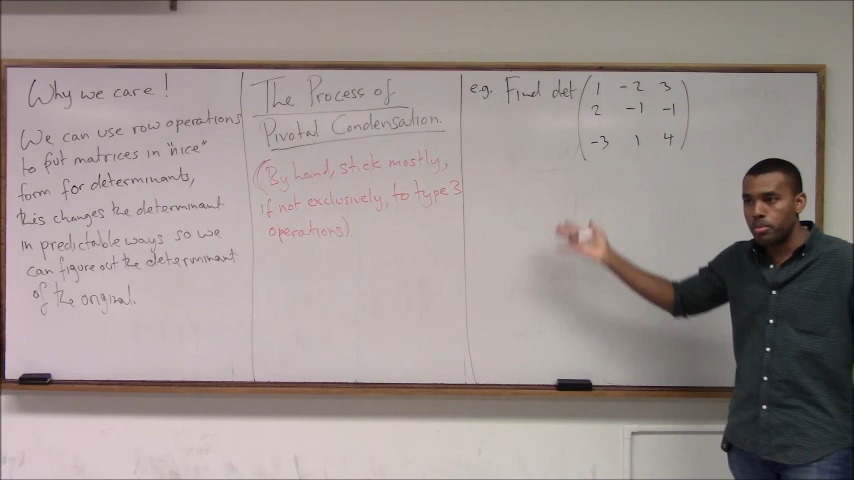 Why we care!
We can use row operations
to put matrices in "nice"
form for determinants,
this changes the determinant
in predictable ways so we
can figure out the determinant
of the original.
The Process of
Pivotal Condensation.
(By hand, stick mostly,
if not exclusively, to type 3
operations).
e.g. Find det ( 1 -2 3
2 -1 -1
-3 1 4 )